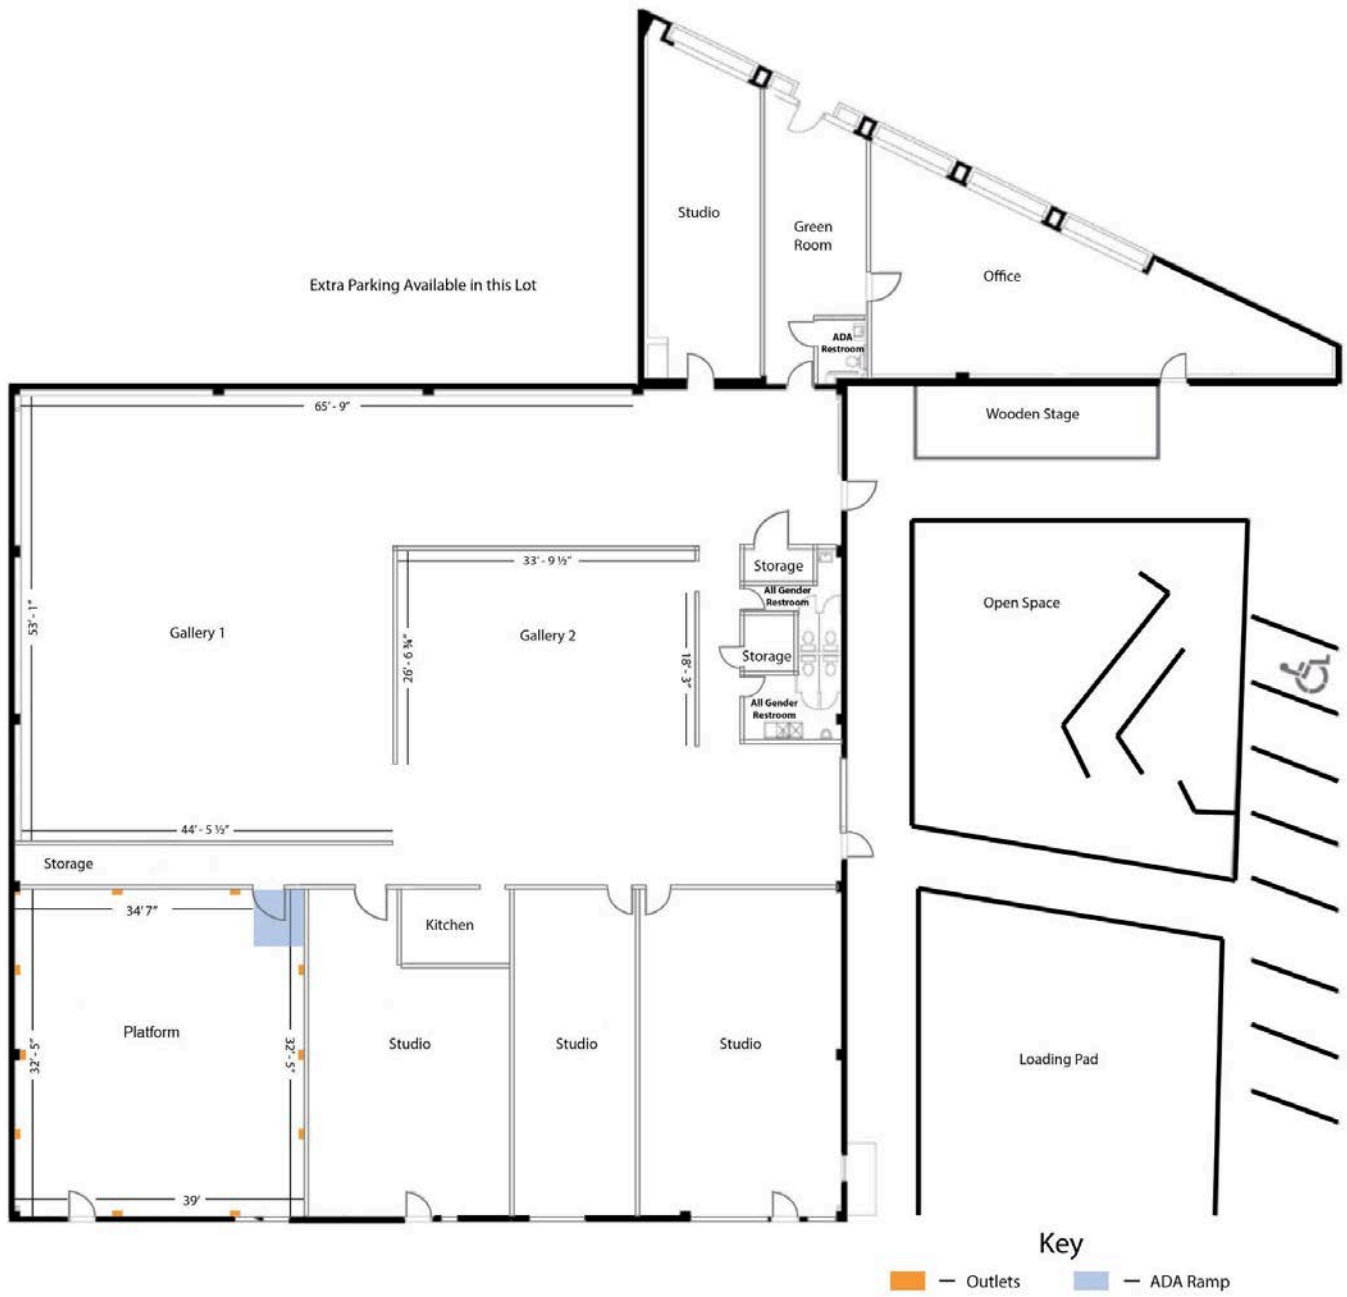 Studio
Green
Room
Office
Extra Parking Available in this Lot
ADA
Restroom
65' - 9"
Wooden Stage
33' - 9 ½"
Storage
All Gender
Restroom
Open Space
53' - 1"
Gallery 1
26' - 6 ¾"
Gallery 2
18' - 3"
Storage
All Gender
Restroom
44' - 5 ½"
Storage
34' 7"
Kitchen
Platform
32' - 5"
32' - 5"
Studio
Studio
Studio
Loading Pad
39'
Key
— Outlets
— ADA Ramp